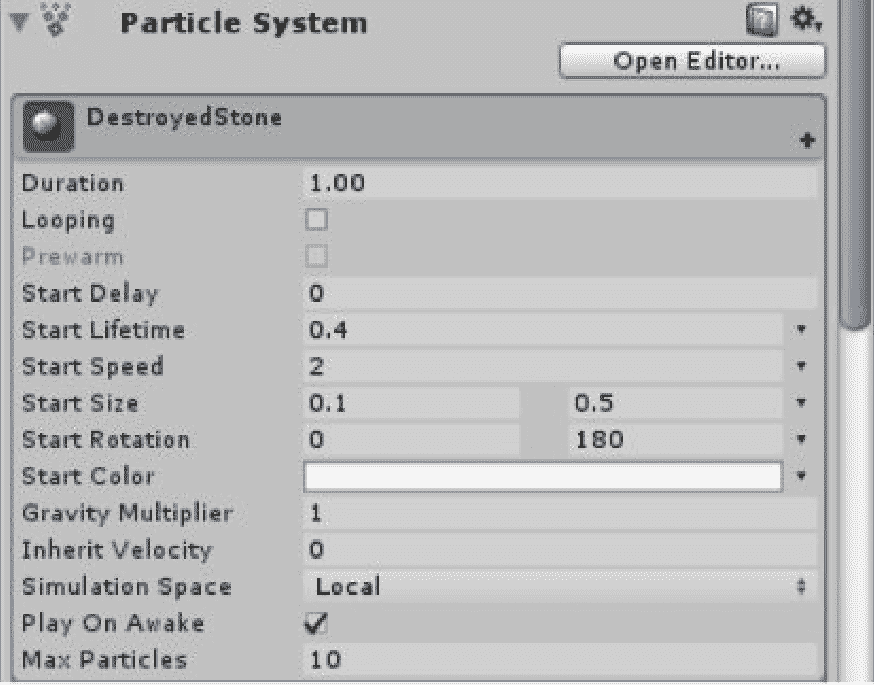 Particle System
Open Editor...
DestroyedStone
Duration 1.00
Looping
Prewarm
Start Delay 0
Start Lifetime 0.4
Start Speed 2
Start Size 0.1 0.5
Start Rotation 0 180
Start Color
Gravity Multiplier 1
Inherit Velocity 0
Simulation Space Local
Play On Awake
Max Particles 10